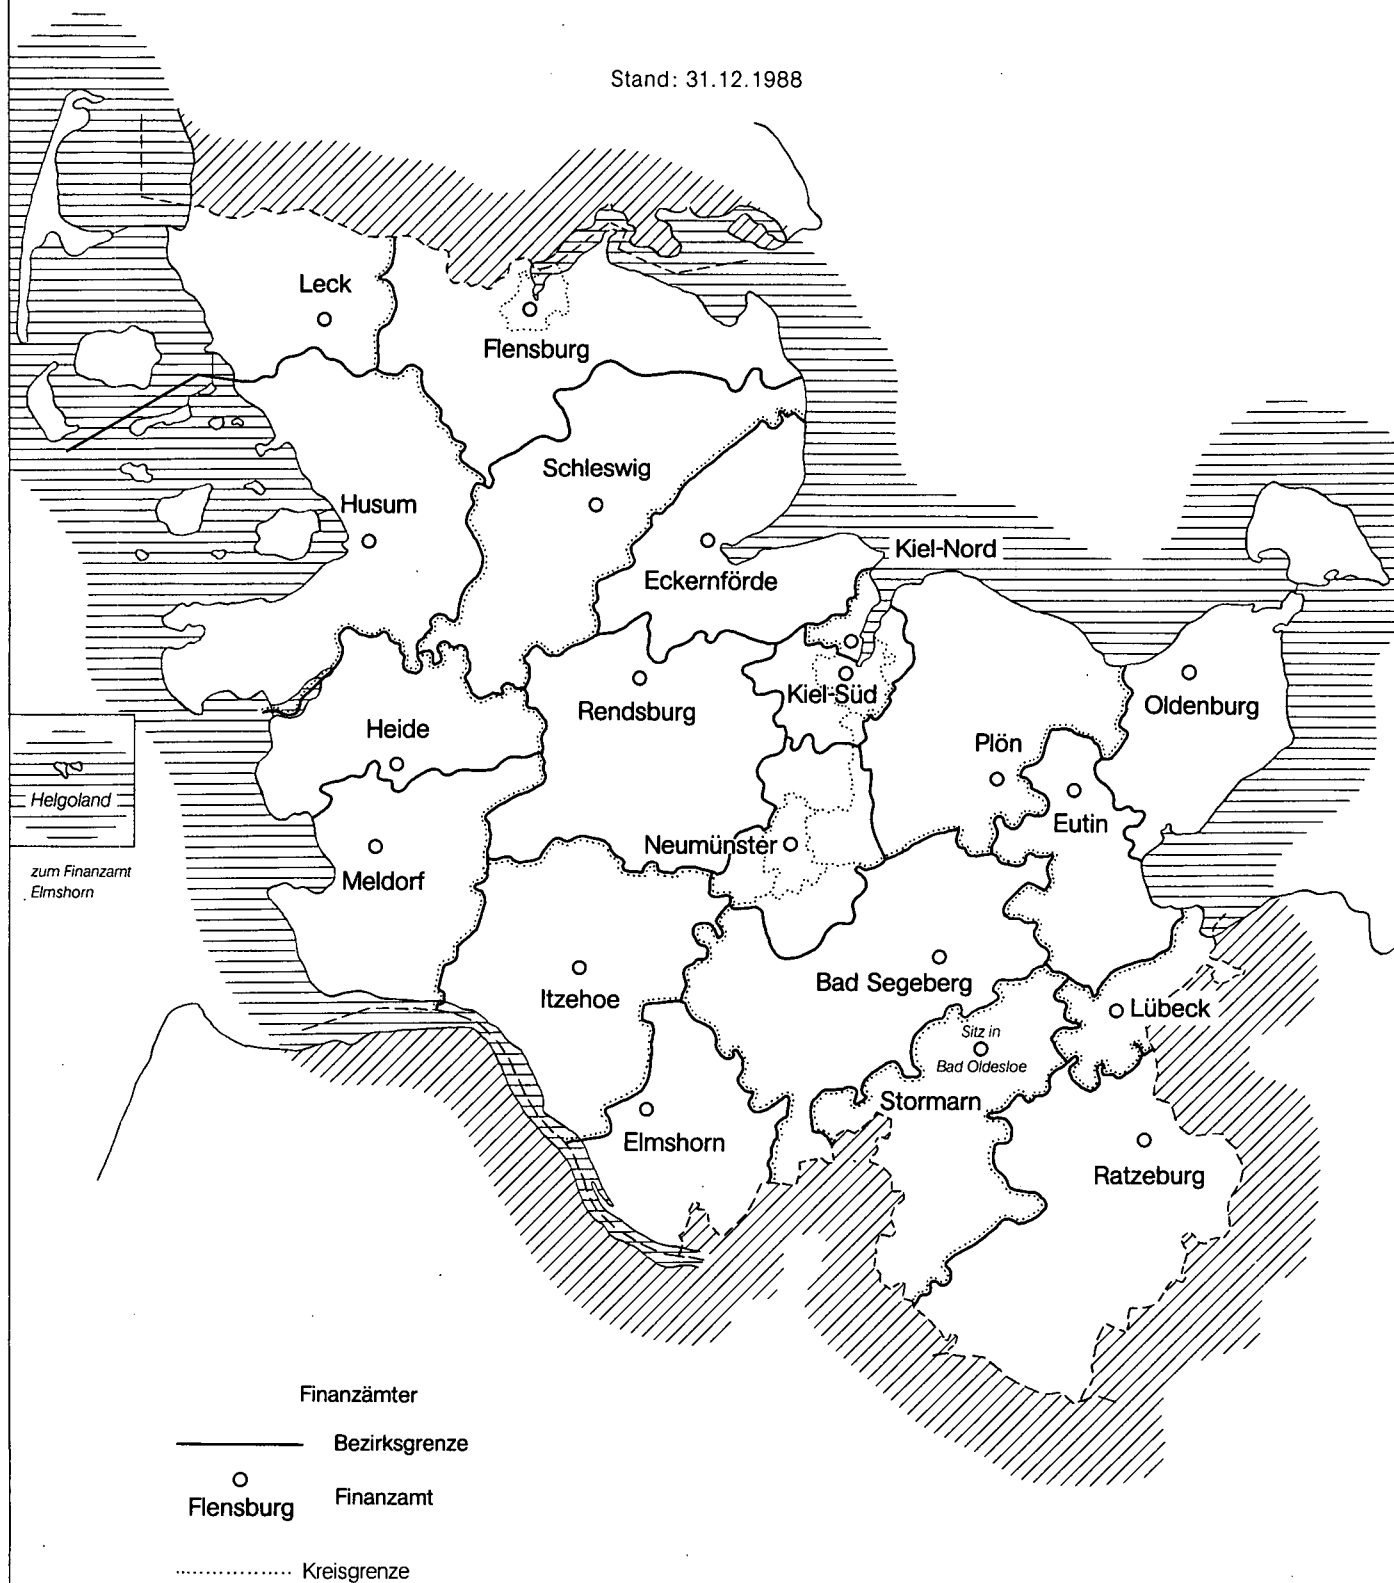 Stand: 31.12.1988
Leck
Flensburg
Schleswig
Husum
Kiel-Nord
Eckernförde
Kiel-Süd
Rendsburg
Oldenburg
Heide
Plön
Helgoland
Eutin
Neumünster
zum Finanzamt
Elmshorn
Meldorf
Bad Segeberg
Itzehoe
Lübeck
Sitz in
Bad Oldesloe
Stormarn
Elmshorn
Ratzeburg
Finanzämter
Bezirksgrenze
Flensburg
Finanzamt
Kreisgrenze